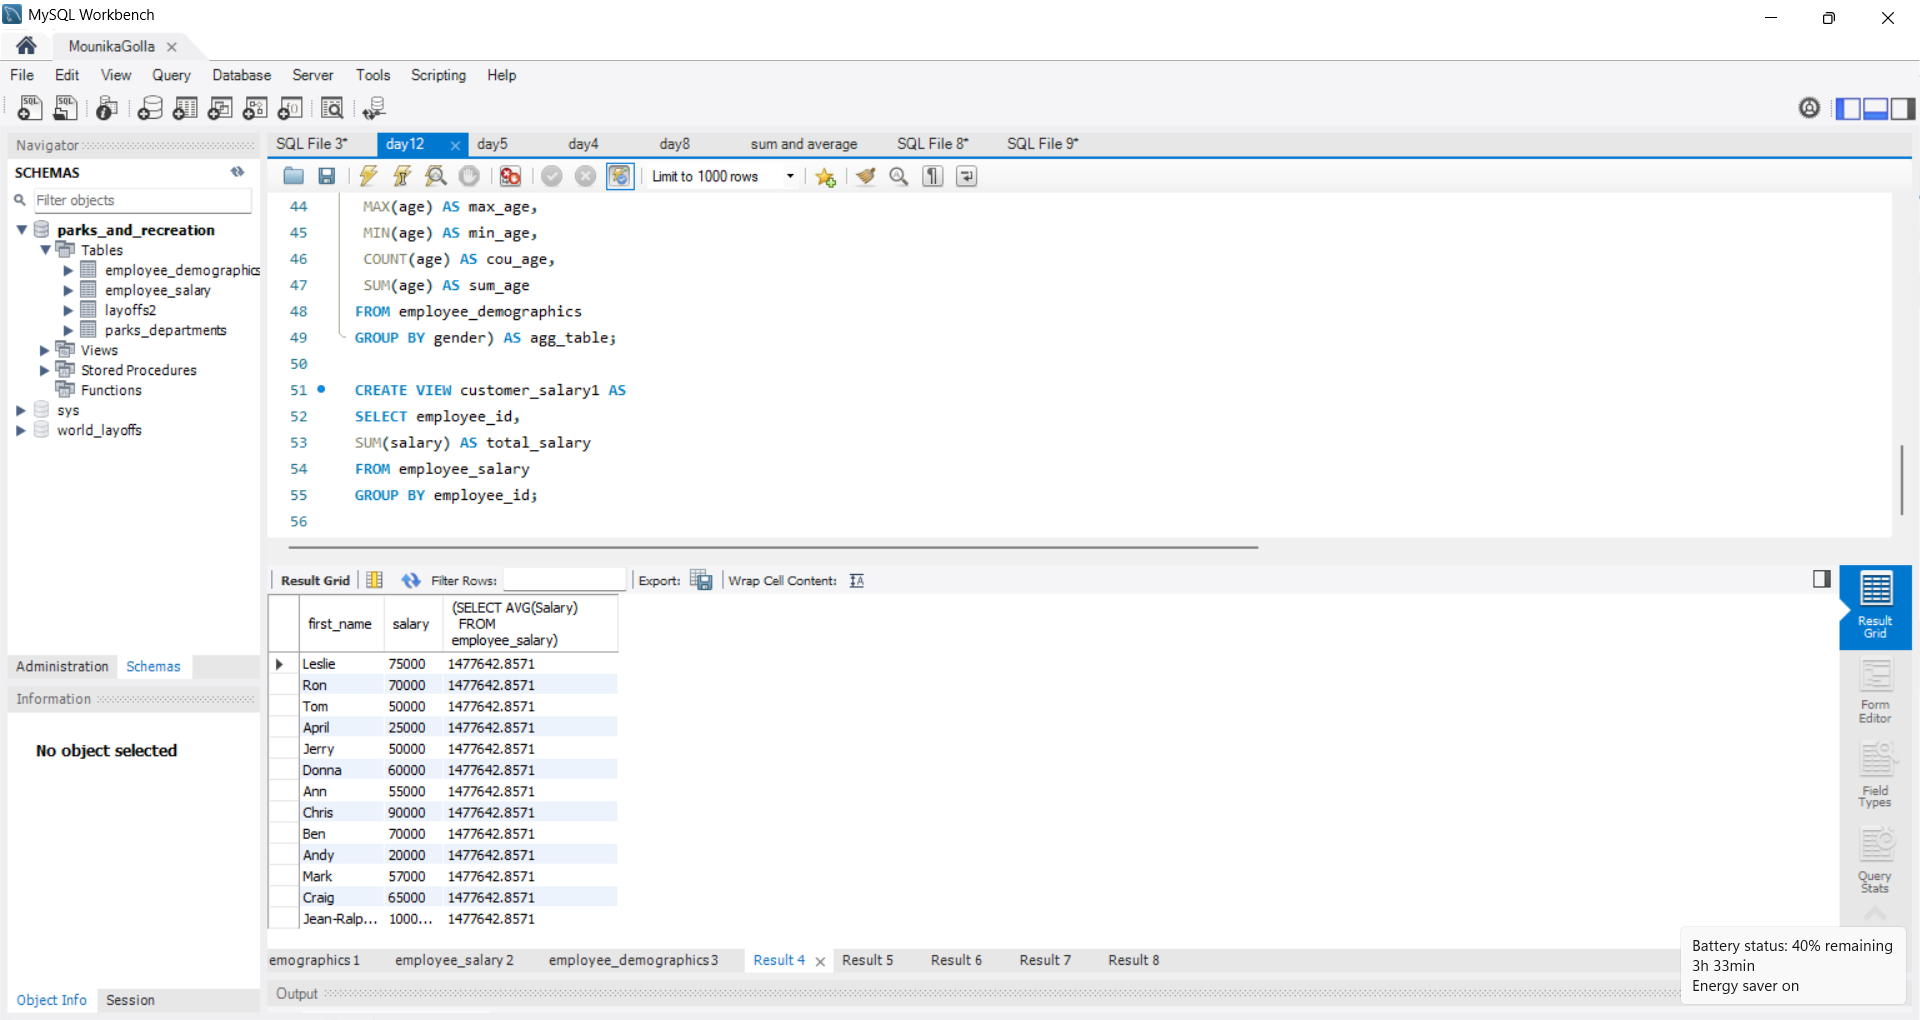 MySQL Workbench
MounikaGolla
File Edit View Query Database Server Tools Scripting Help
Navigator
SCHEMAS
Filter objects
parks_and_recreation
Tables
employee_demographics
employee_salary
layoffs2
parks_departments
Views
Stored Procedures
Functions
sys
world_layoffs
Administration Schemas
Information
No object selected
Object Info Session
SQL File 3* day12 day5 day4 day8 sum and average SQL File 8* SQL File 9*
Limit to 1000 rows
44 MAX(age) AS max_age,
45 MIN(age) AS min_age,
46 COUNT(age) AS cou_age,
47 SUM(age) AS sum_age
48 FROM employee_demographics
49 GROUP BY gender) AS agg_table;
50
51 CREATE VIEW customer_salary1 AS
52 SELECT employee_id,
53 SUM(salary) AS total_salary
54 FROM employee_salary
55 GROUP BY employee_id;
56
Result Grid Filter Rows: Export: Wrap Cell Content:
first_name salary (SELECT AVG(Salary)
FROM
employee_salary)
Leslie 75000 1477642.8571
Ron 70000 1477642.8571
Tom 50000 1477642.8571
April 25000 1477642.8571
Jerry 50000 1477642.8571
Donna 60000 1477642.8571
Ann 55000 1477642.8571
Chris 90000 1477642.8571
Ben 70000 1477642.8571
Andy 20000 1477642.8571
Mark 57000 1477642.8571
Craig 65000 1477642.8571
Jean-Ralp... 1000... 1477642.8571
Result
Grid
Form
Editor
Field
Types
Query
Stats
emographics 1 employee_salary 2 employee_demographics 3 Result 4 Result 5 Result 6 Result 7 Result 8
Output
Battery status: 40% remaining
3h 33min
Energy saver on